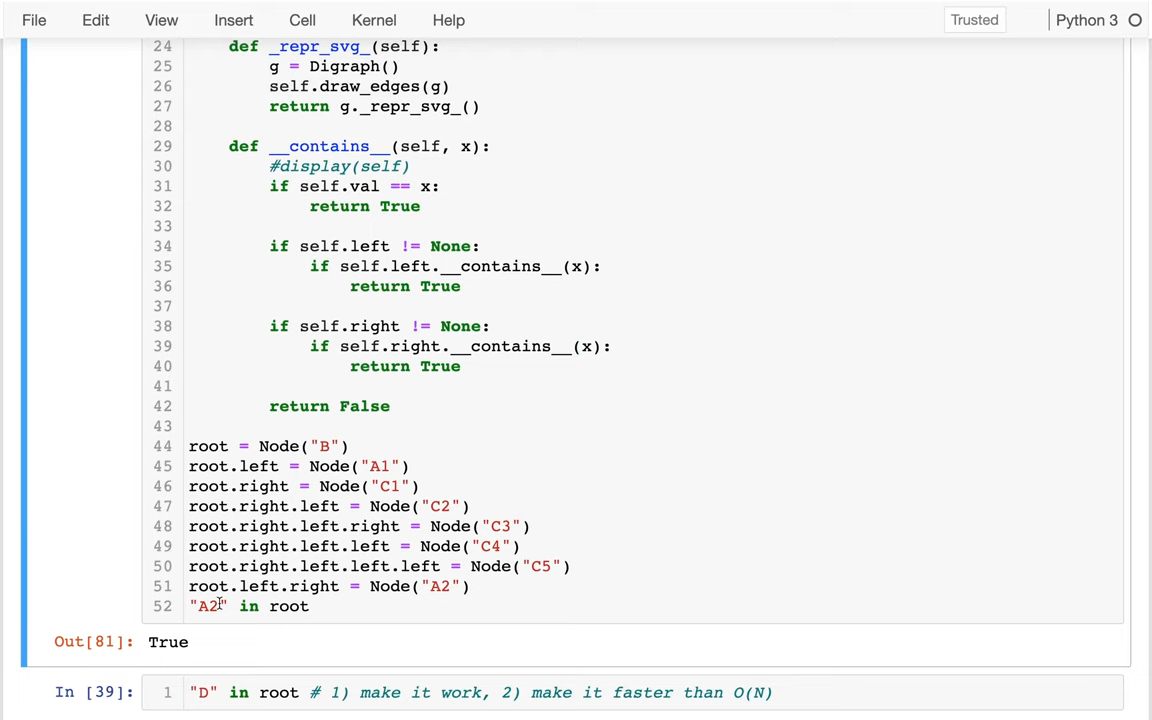 File Edit View Insert Cell Kernel Help Trusted Python 3
24 def _repr_svg_(self):
25 g = Digraph()
26 self.draw_edges(g)
27 return g._repr_svg_()
28
29 def __contains__(self, x):
30 #display(self)
31 if self.val == x:
32 return True
33
34 if self.left != None:
35 if self.left.__contains__(x):
36 return True
37
38 if self.right != None:
39 if self.right.__contains__(x):
40 return True
41
42 return False
43
44 root = Node("B")
45 root.left = Node("A1")
46 root.right = Node("C1")
47 root.right.left = Node("C2")
48 root.right.left.right = Node("C3")
49 root.right.left.left = Node("C4")
50 root.right.left.left.left = Node("C5")
51 root.left.right = Node("A2")
52 "A2" in root
Out[81]: True
In [39]: 1 "D" in root # 1) make it work, 2) make it faster than O(N)